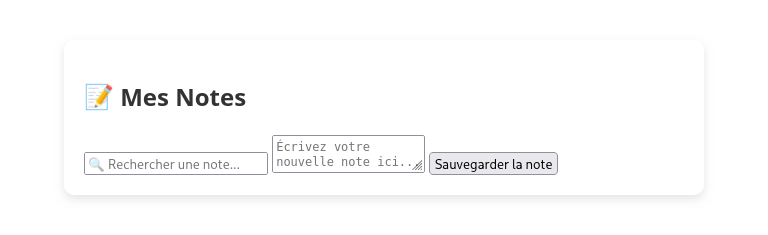 📝 Mes Notes
🔍 Rechercher une note...
Écrivez votre
nouvelle note ici...
Sauvegarder la note